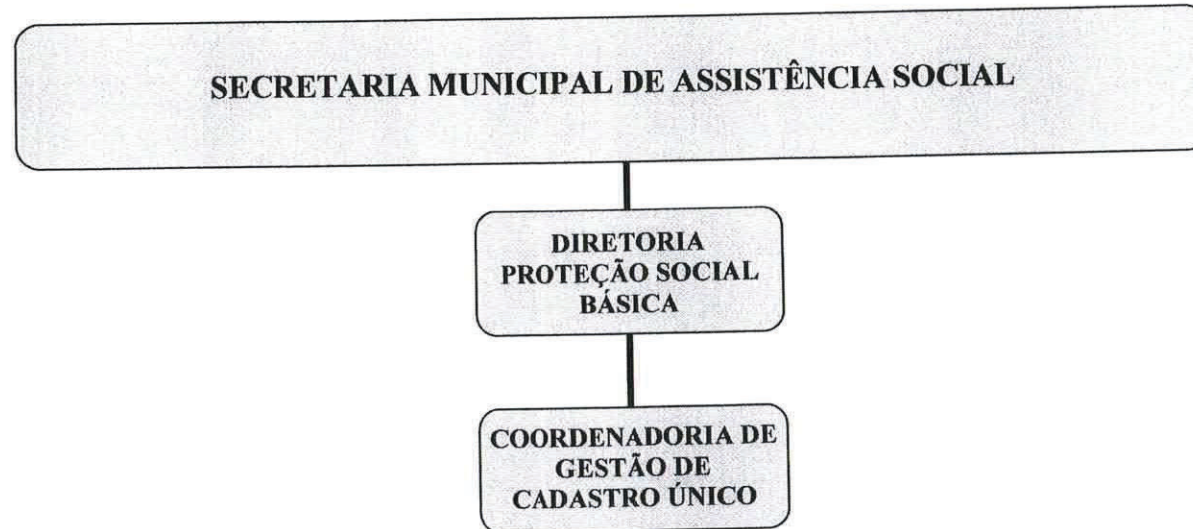 SECRETARIA MUNICIPAL DE ASSISTÊNCIA SOCIAL
DIRETORIA
PROTEÇÃO SOCIAL
BÁSICA
COORDENADORIA DE
GESTÃO DE
CADASTRO ÚNICO